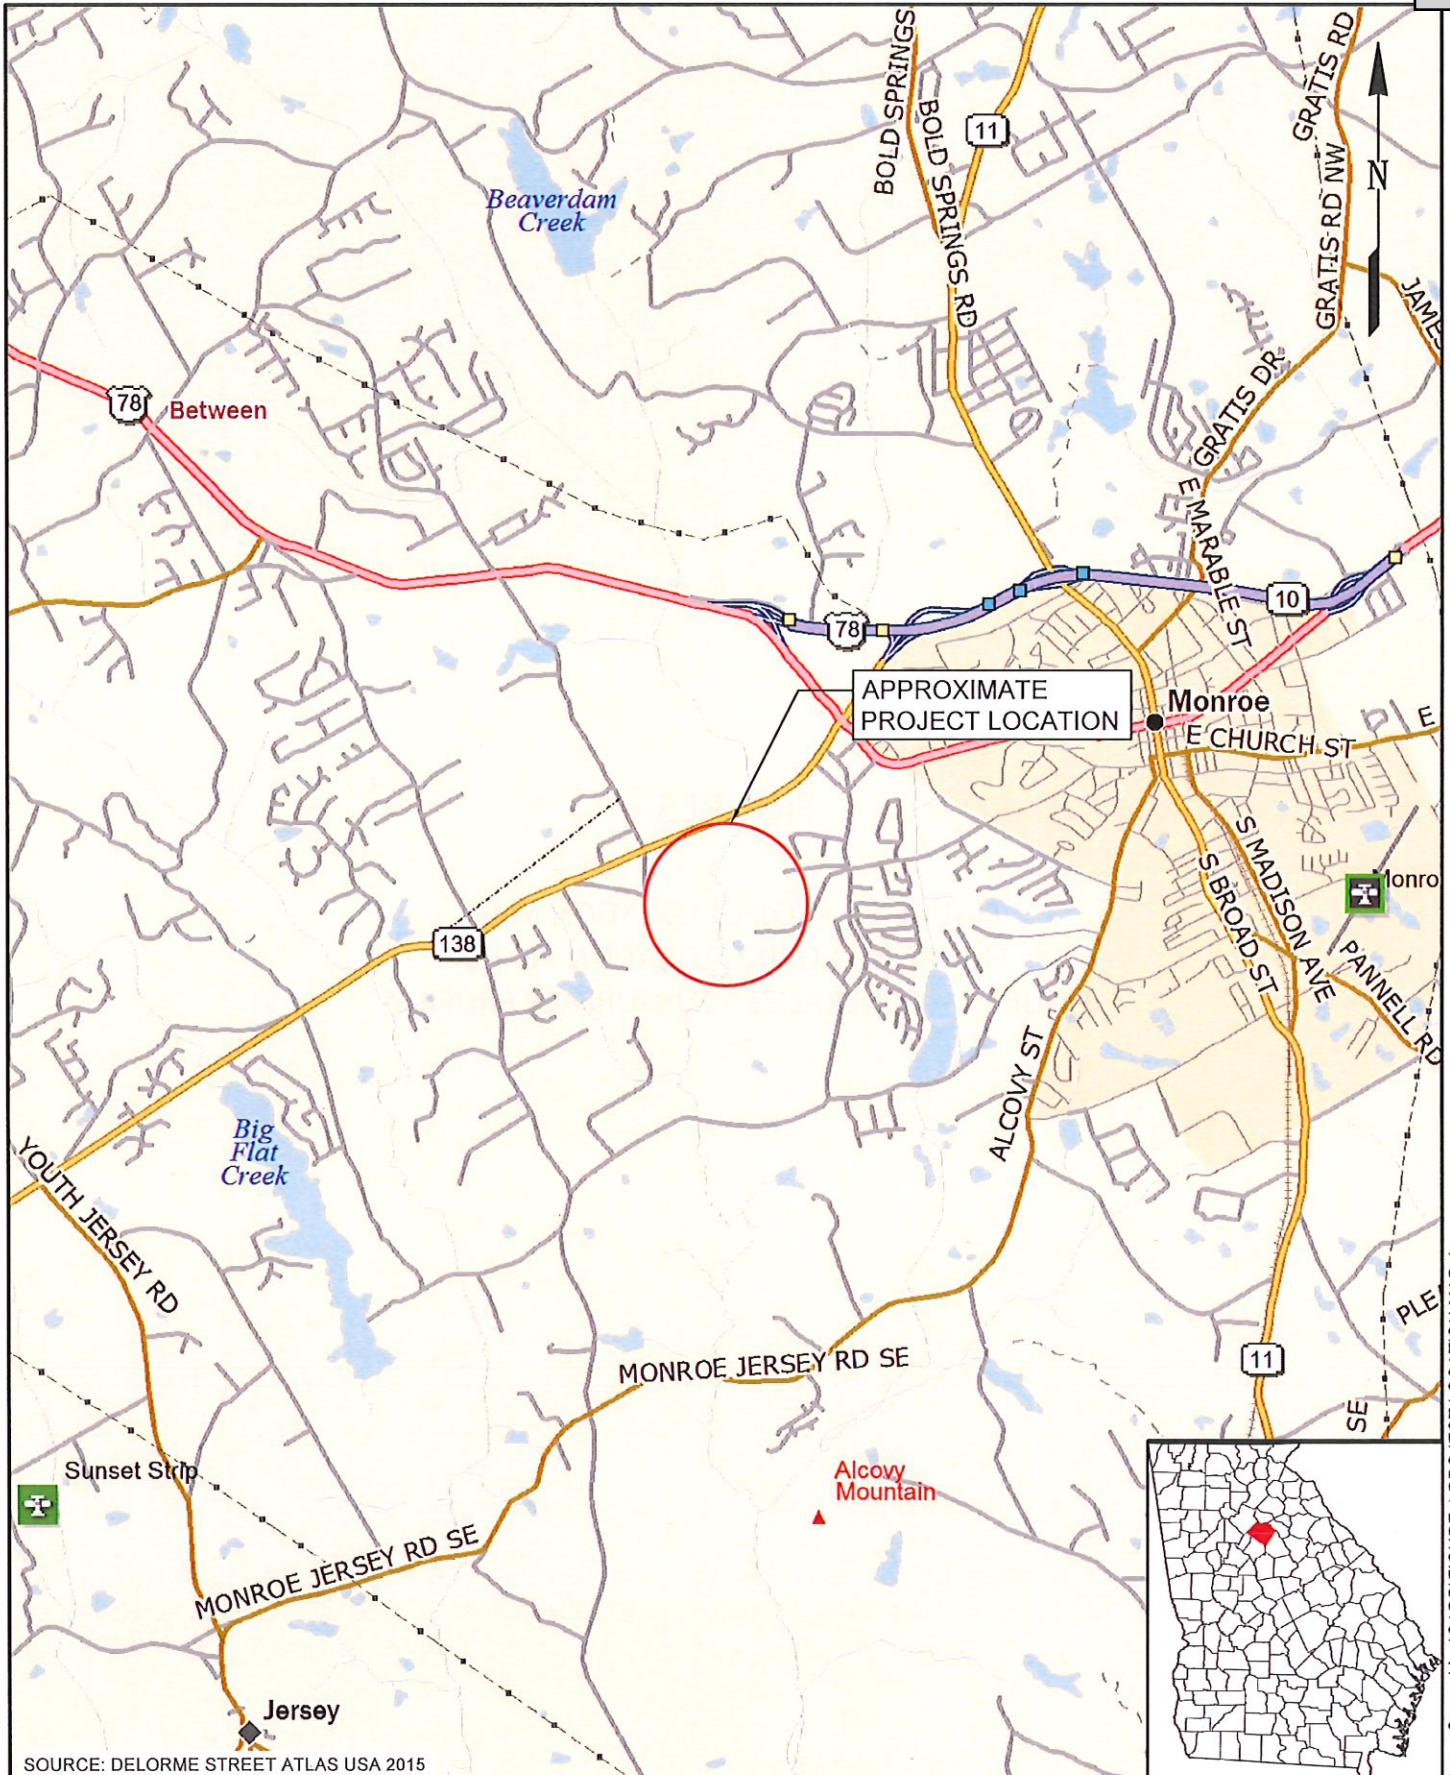 BOLD SPRINGS
BOLD SPRINGS RD
11
GRATIS RD
GRATIS RD NW
N
JAMES
Beaverdam
Creek
78
Between
GRATIS DR
E MARABLE ST
10
78
APPROXIMATE
PROJECT LOCATION
Monroe
E CHURCH ST
E
S MADISON AVE
S BROAD ST
PANNELL RD
138
ALCOVY ST
Big
Flat
Creek
YOUTH JERSEY RD
MONROE JERSEY RD SE
11
SE
Sunset Strip
Alcovy
Mountain
MONROE JERSEY RD SE
Jersey
SOURCE: DELORME STREET ATLAS USA 2015